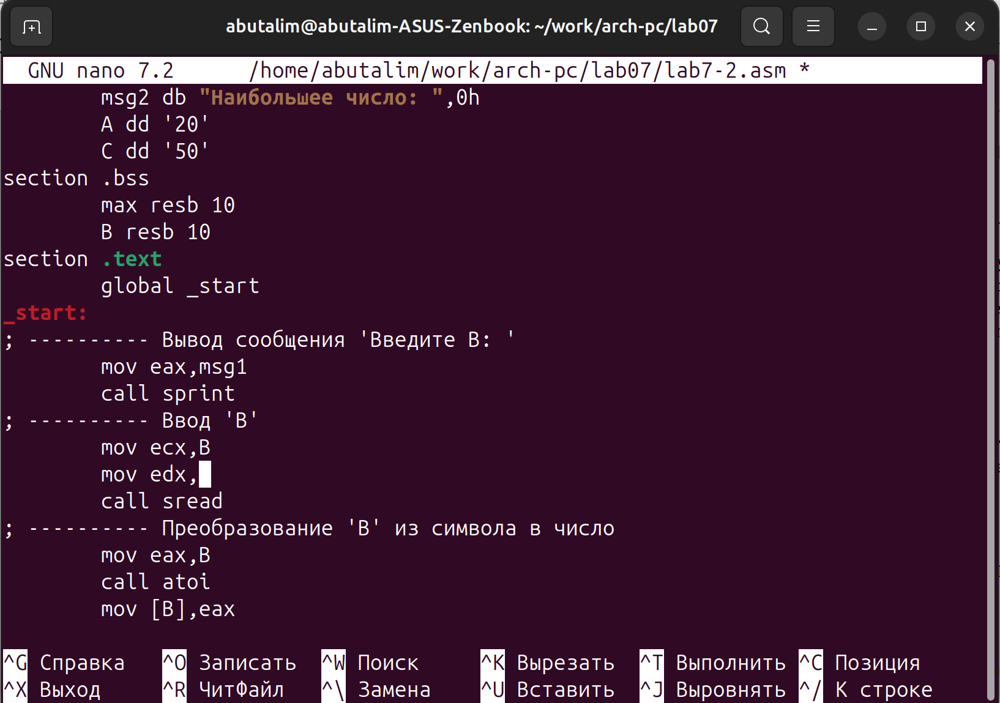 abutalim@abutalim-ASUS-Zenbook: ~/work/arch-pc/lab07
GNU nano 7.2 /home/abutalim/work/arch-pc/lab07/lab7-2.asm *
msg2 db "Наибольшее число: ",0h
A dd '20'
C dd '50'
section .bss
max resb 10
B resb 10
section .text
global _start
_start:
; ---------- Вывод сообщения 'Введите B: '
mov eax,msg1
call sprint
; ---------- Ввод 'B'
mov ecx,B
mov edx,
call sread
; ---------- Преобразование 'B' из символа в число
mov eax,B
call atoi
mov [B],eax
^G Справка ^O Записать ^W Поиск ^K Вырезать ^T Выполнить ^C Позиция
^X Выход ^R ЧитФайл ^\ Замена ^U Вставить ^J Выровнять ^/ К строке